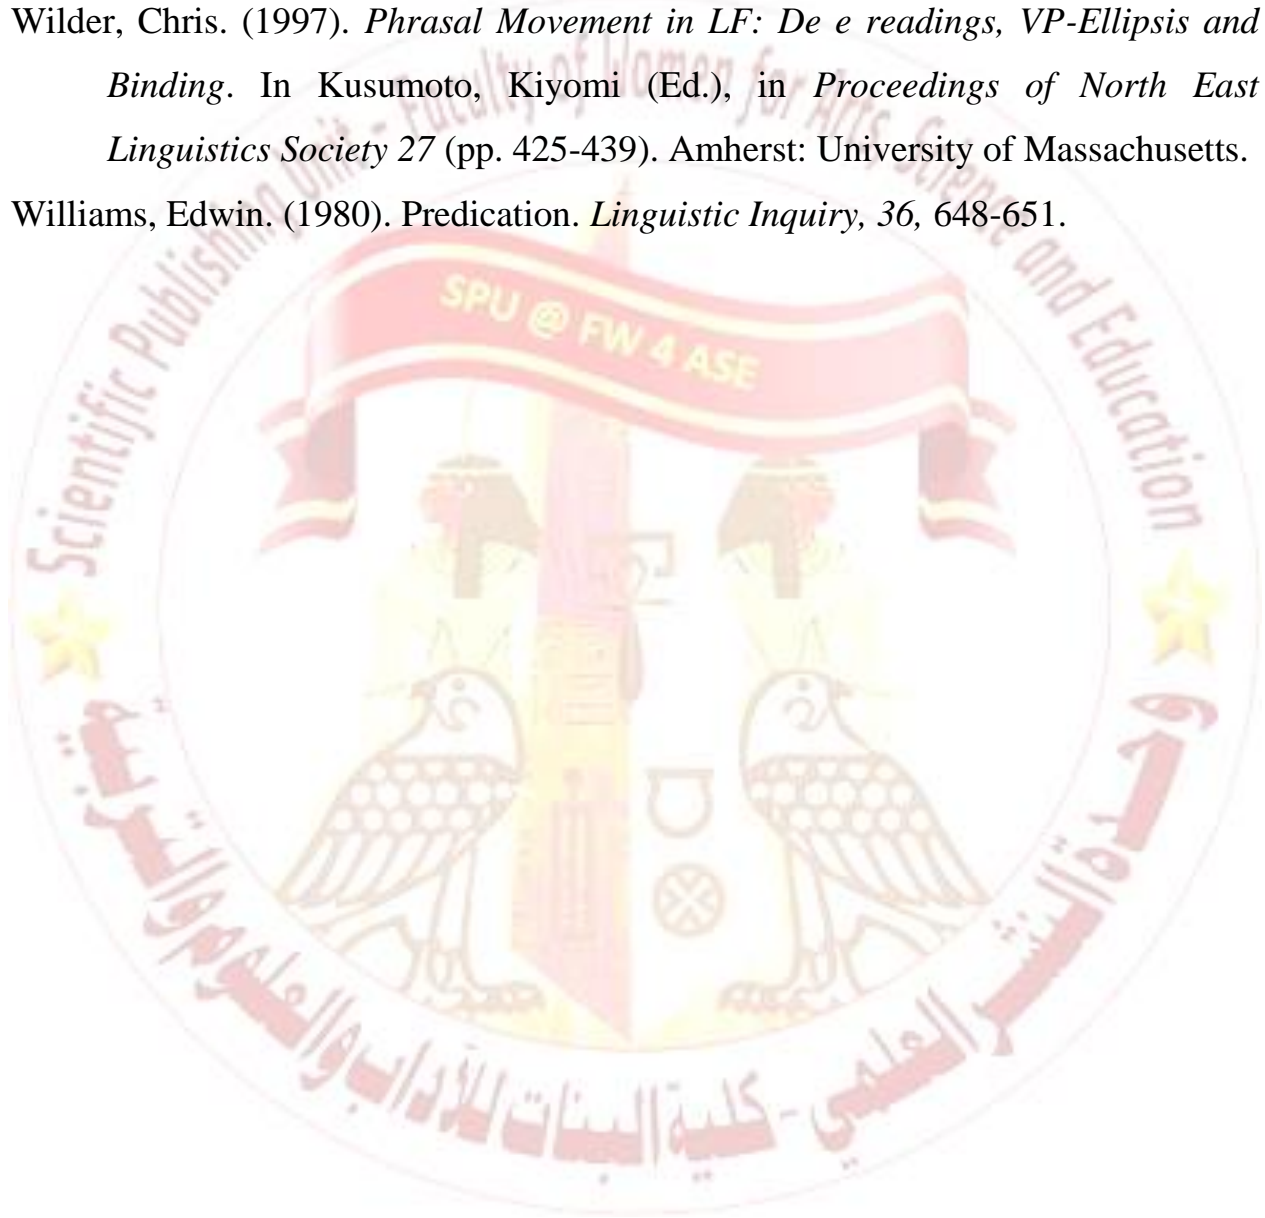 Wilder, Chris. (1997). Phrasal Movement in LF: De e readings, VP-Ellipsis and
Binding. In Kusumoto, Kiyomi (Ed.), in Proceedings of North East
Linguistics Society 27 (pp. 425-439). Amherst: University of Massachusetts.
Williams, Edwin. (1980). Predication. Linguistic Inquiry, 36, 648-651.
Scientific Publishing Unit - Faculty of Women for Arts, Science and Education
SPU @ FW 4 ASE
وحدة النشر العلمي - كلية البنات للآداب والعلوم والتربية